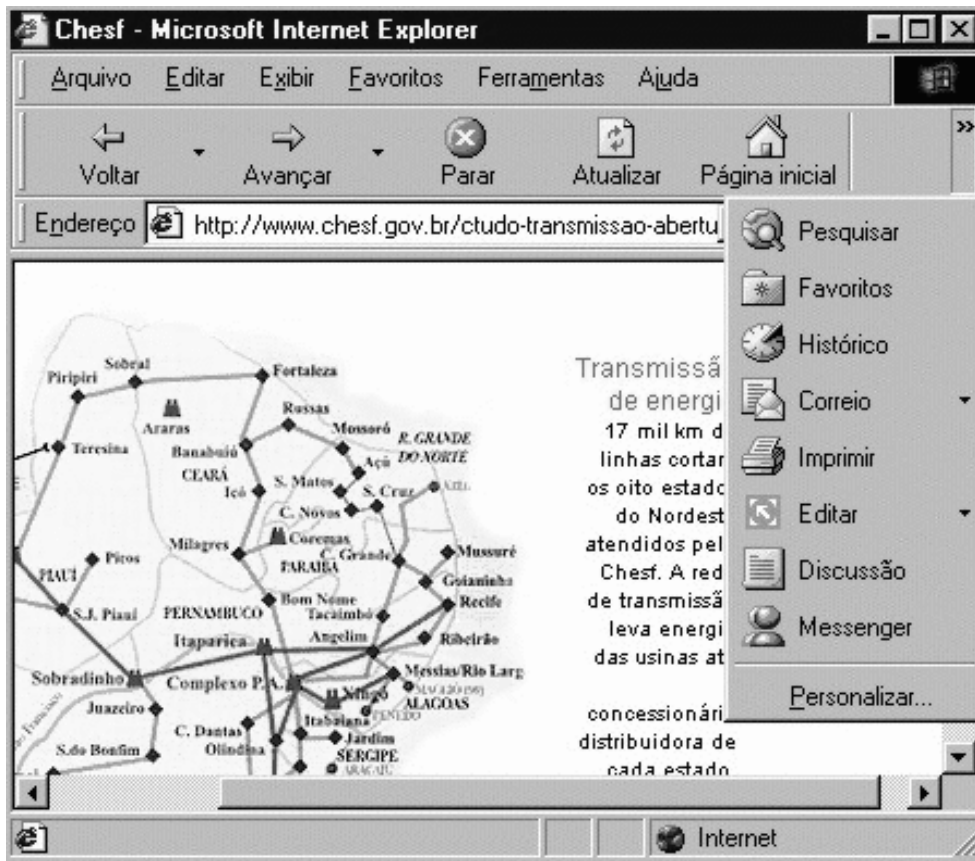 Chesf - Microsoft Internet Explorer
Arquivo Editar Exibir Favoritos Ferramentas Ajuda
Voltar Avançar Parar Atualizar Página inicial »
Endereço http://www.chesf.gov.br/ctudo-transmissao-abertu
Pesquisar
Favoritos
Histórico
Correio
Imprimir
Editar
Discussão
Messenger
Personalizar...
Piripiri
Sobral
Fortaleza
Araras
Russas
Mossoró
R. GRANDE
DO NORTE
Teresina
Banabuiú
CEARÁ
Açú
Icó
S. Matos
S. Cruz
C. Novos
Milagres
Coremas
PARAIBA
C. Grande
Mussuré
Picos
PIAUÍ
Goianinha
S.J. Piauí
PERNAMBUCO
Bom Nome
Tacaimbó
Recife
Itaparica
Angelim
Ribeirão
Sobradinho
Complexo P.A.
Messias/Rio Larg
Xingó
ALAGOAS
Juazeiro
Itabaiana
PENEDO
C. Dantas
Jardim
S.do Bonfim
Olindina
SERGIPE
Transmissã
de energi
17 mil km d
linhas cortar
os oito estado
do Nordest
atendidos pel
Chesf. A red
de transmissã
leva energi
das usinas at
concessionári
distribuidora de
cada estado
Internet